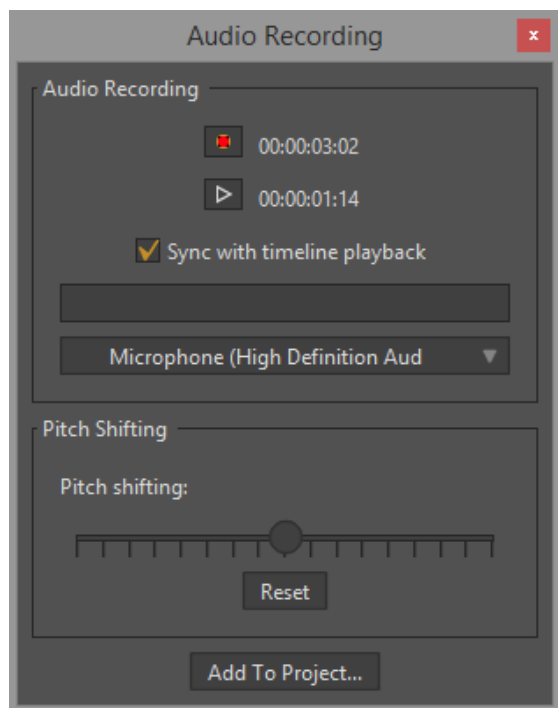 Audio Recording
x
Audio Recording
00:00:03:02
00:00:01:14
Sync with timeline playback
Microphone (High Definition Aud
Pitch Shifting
Pitch shifting:
Reset
Add To Project...